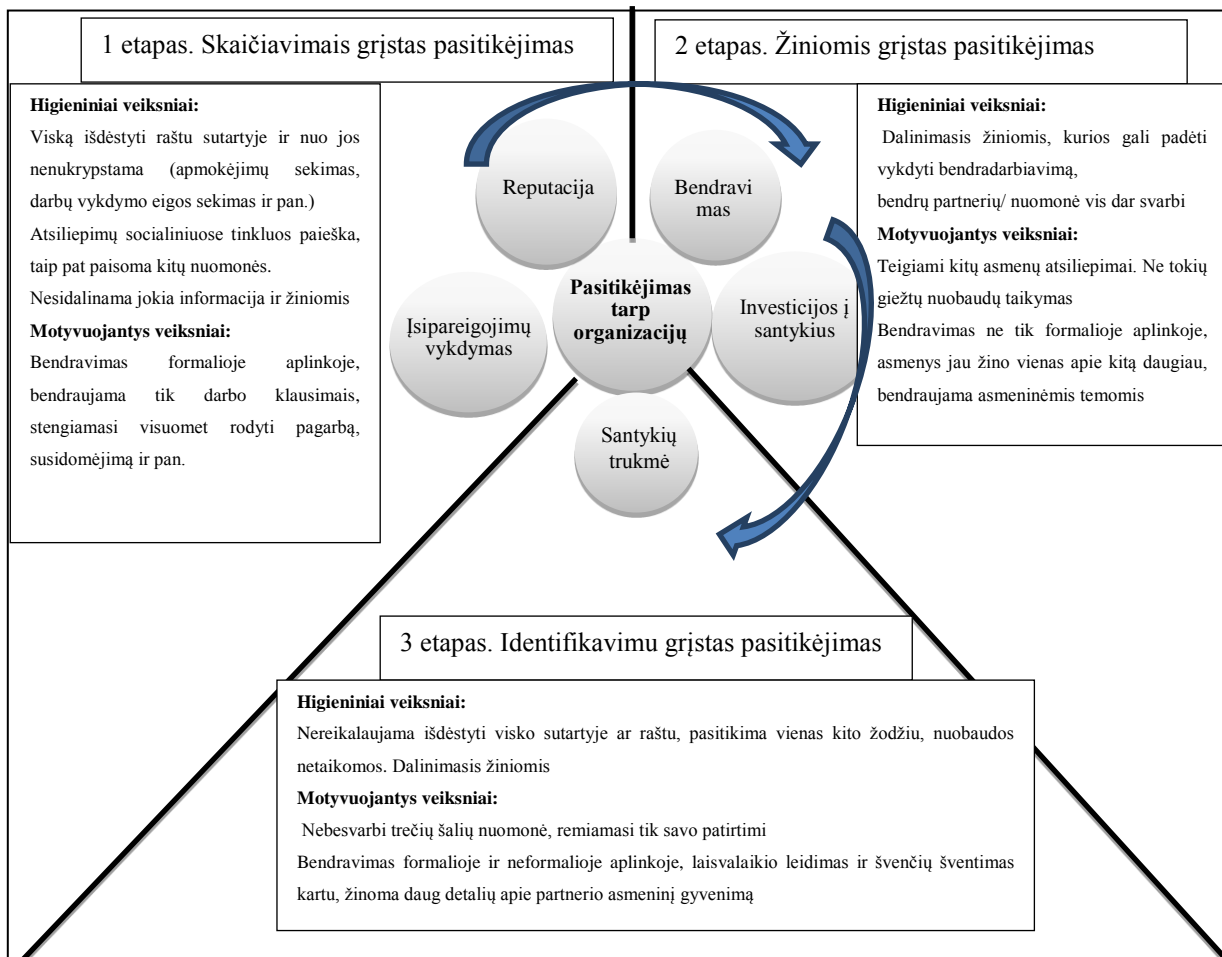 1 etapas. Skaičiavimais grįstas pasitikėjimas
2 etapas. Žiniomis grįstas pasitikėjimas
Higieniniai veiksniai:
Viską išdėstyti raštu sutartyje ir nuo jos
nenukrypstama (apmokėjimų sekimas,
darbų vykdymo eigos sekimas ir pan.)
Atsiliepimų socialiniuose tinkluos paieška,
taip pat paisoma kitų nuomonės.
Nesidalinama jokia informacija ir žiniomis
Motyvuojantys veiksniai:
Bendravimas formalioje aplinkoje,
bendraujama tik darbo klausimais,
stengiamasi visuomet rodyti pagarbą,
susidomėjimą ir pan.
Reputacija
Bendravi
mas
Įsipareigojimų
vykdymas
Pasitikėjimas
tarp
organizacijų
Investicijos į
santykius
Santykių
trukmė
Higieniniai veiksniai:
Dalinimasis žiniomis, kurios gali padėti
vykdyti bendradarbiavimą,
bendrų partnerių/ nuomonė vis dar svarbi
Motyvuojantys veiksniai:
Teigiami kitų asmenų atsiliepimai. Ne tokių
giežtų nuobaudų taikymas
Bendravimas ne tik formalioje aplinkoje,
asmenys jau žino vienas apie kitą daugiau,
bendraujama asmeninėmis temomis
3 etapas. Identifikavimu grįstas pasitikėjimas
Higieniniai veiksniai:
Nereikalaujama išdėstyti visko sutartyje ar raštu, pasitikima vienas kito žodžiu, nuobaudos
netaikomos. Dalinimasis žiniomis
Motyvuojantys veiksniai:
Nebesvarbi trečių šalių nuomonė, remiamasi tik savo patirtimi
Bendravimas formalioje ir neformalioje aplinkoje, laisvalaikio leidimas ir švenčių šventimas
kartu, žinoma daug detalių apie partnerio asmeninį gyvenimą